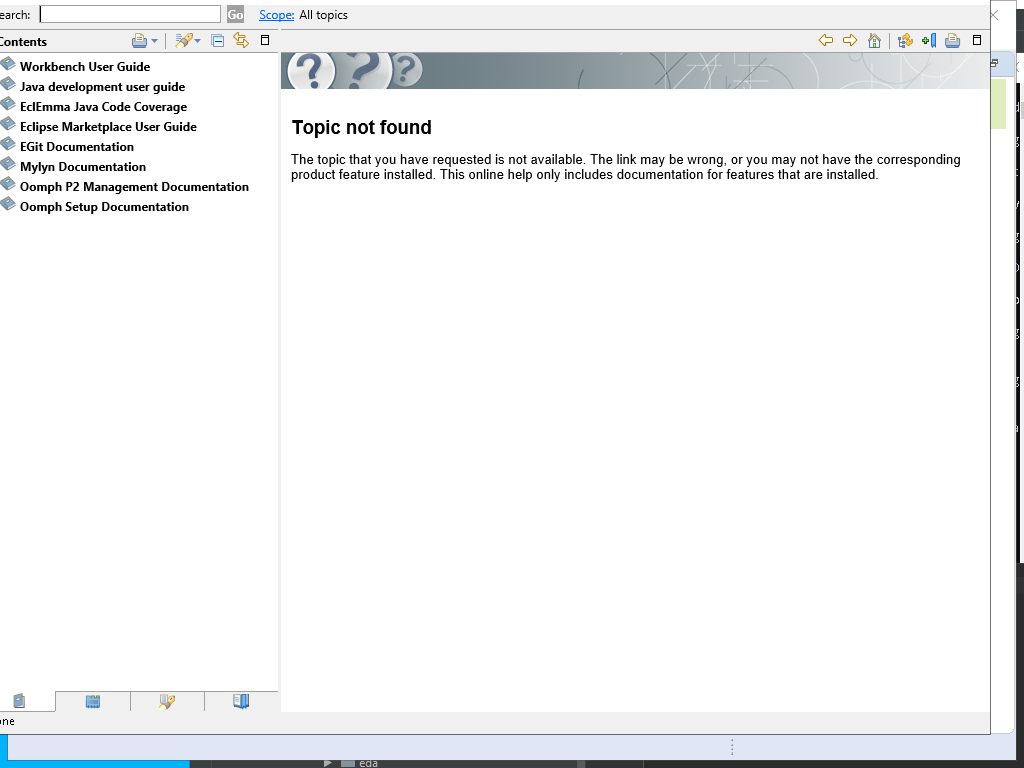 earch:
Go
Scope: All topics
Contents
Workbench User Guide
Java development user guide
EclEmma Java Code Coverage
Eclipse Marketplace User Guide
EGit Documentation
Mylyn Documentation
Oomph P2 Management Documentation
Oomph Setup Documentation
Topic not found
The topic that you have requested is not available. The link may be wrong, or you may not have the corresponding
product feature installed. This online help only includes documentation for features that are installed.
one
eda